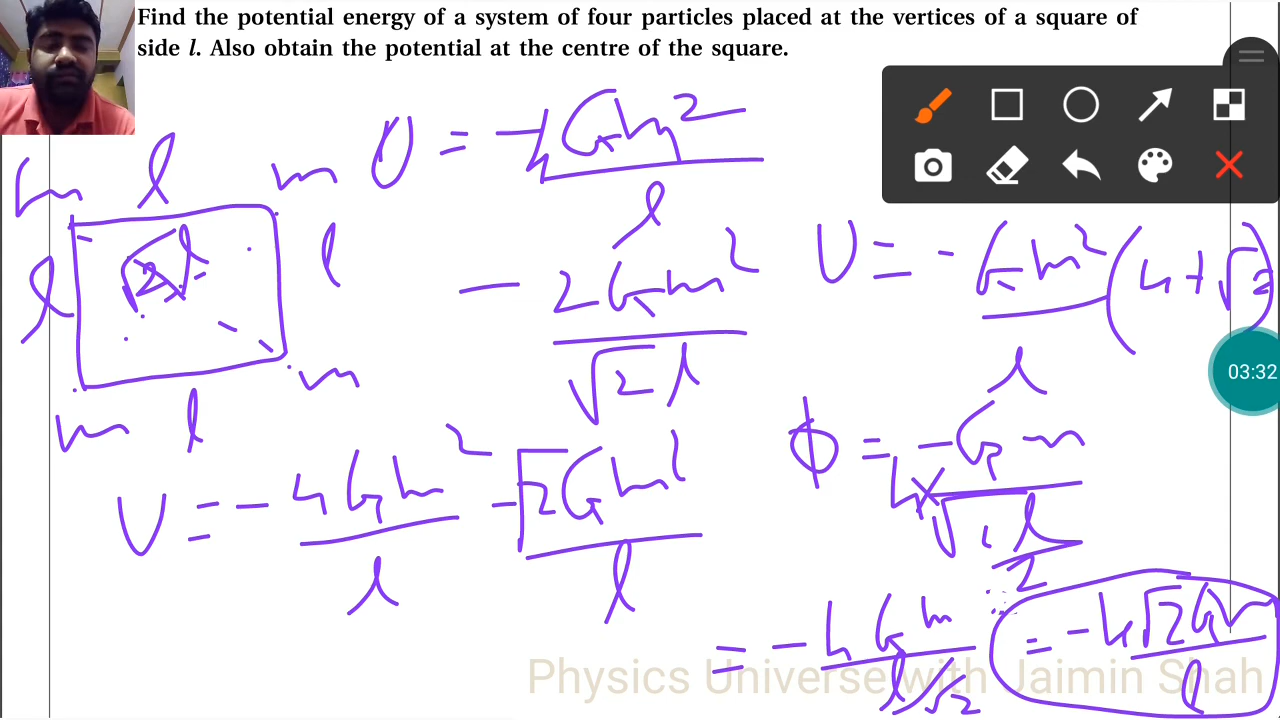 Find the potential energy of a system of four particles placed at the vertices of a square of
side l. Also obtain the potential at the centre of the square.
m l m
l √2 l l
m l m
U = -4Gm²/l
- 2Gm²/√2 l
U = - 4Gm²/l - √2Gm²/l
U = - Gm²/l (4+√2)
03:32
ϕ = 4× -Gm/(√2 l/2)
= - 4Gm/(l/√2) = -4√2Gm/l
Physics Universe with Jaimin Shah